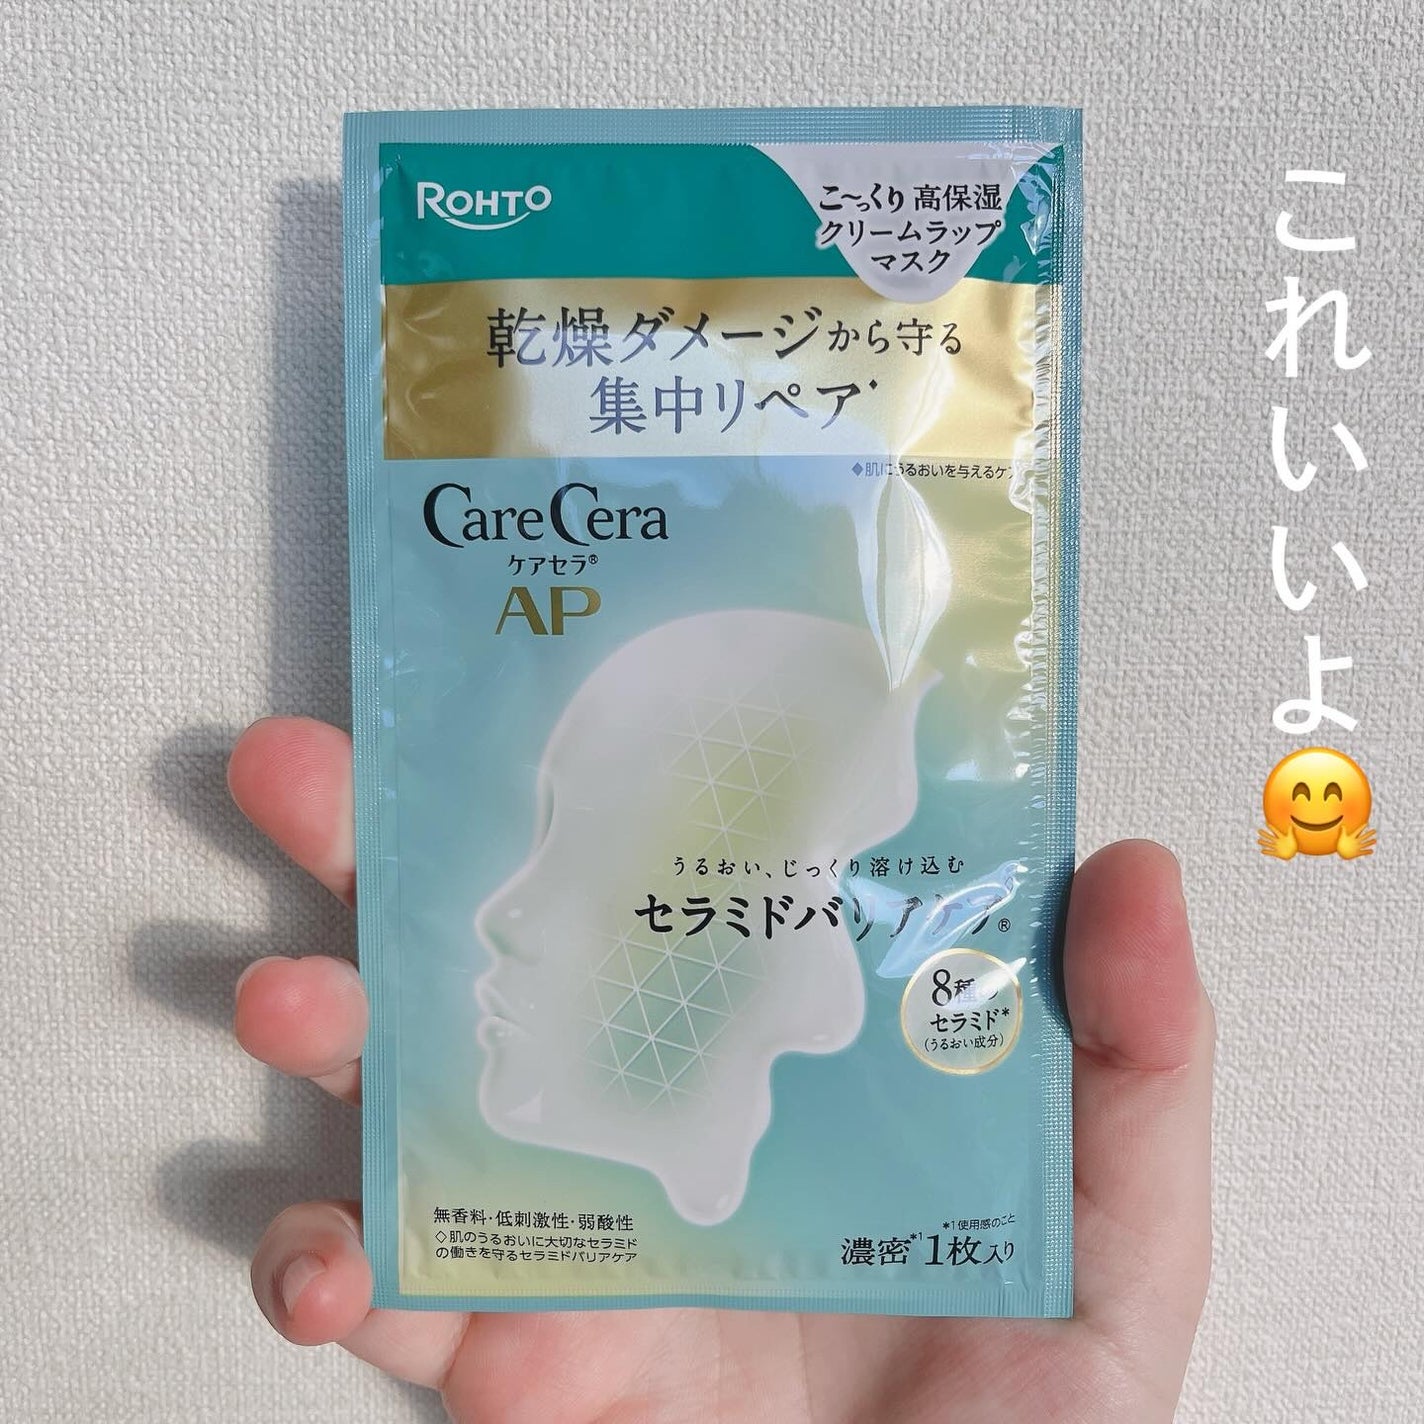 ROHTO
こ〜っくり 高保湿
クリームラップ
マスク
乾燥ダメージから守る
集中リペア◆
◆肌にうるおいを与えるケア
CareCera
ケアセラ®
AP
うるおい、じっくり溶け込む
セラミドバリアケア®
8種の
セラミド*
(うるおい成分)
無香料・低刺激性・弱酸性
◇肌のうるおいに大切なセラミド
の働きを守るセラミドバリアケア
*1使用感のこと
濃密*1 1枚入り
これいいよ🤗